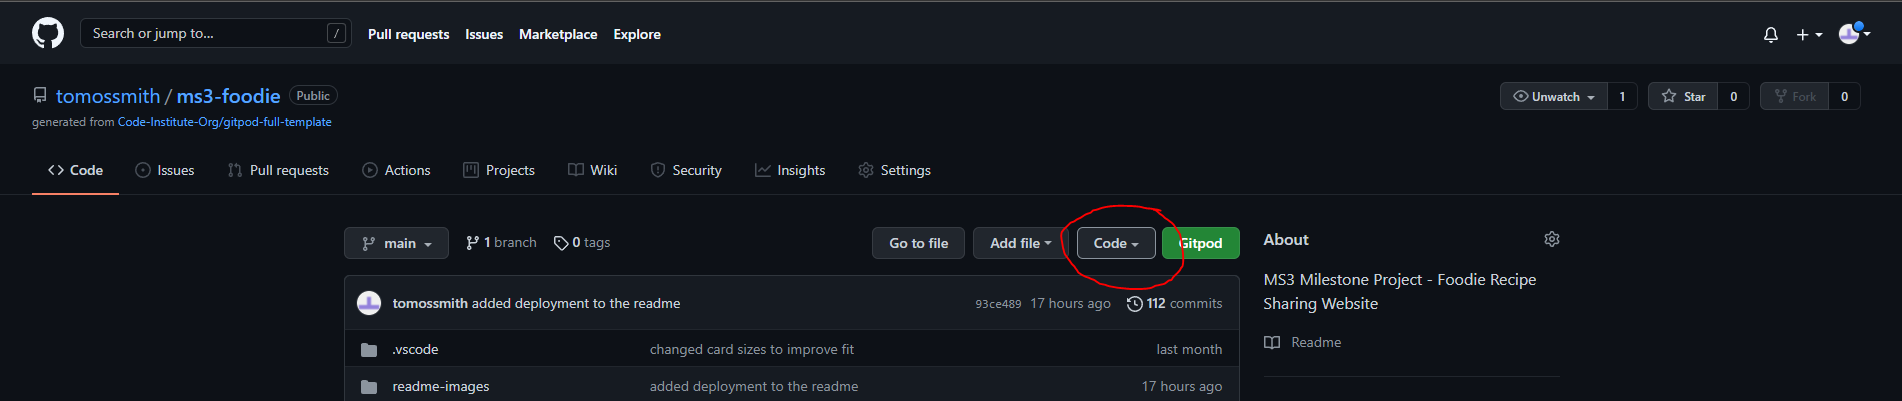 Search or jump to... / Pull requests Issues Marketplace Explore
tomossmith / ms3-foodie Public Unwatch 1 Star 0 Fork 0
generated from Code-Institute-Org/gitpod-full-template
Code Issues Pull requests Actions Projects Wiki Security Insights Settings
main 1 branch 0 tags Go to file Add file Code Gitpod About
MS3 Milestone Project - Foodie Recipe
Sharing Website
tomossmith added deployment to the readme 93ce489 17 hours ago 112 commits
Readme
.vscode changed card sizes to improve fit last month
readme-images added deployment to the readme 17 hours ago